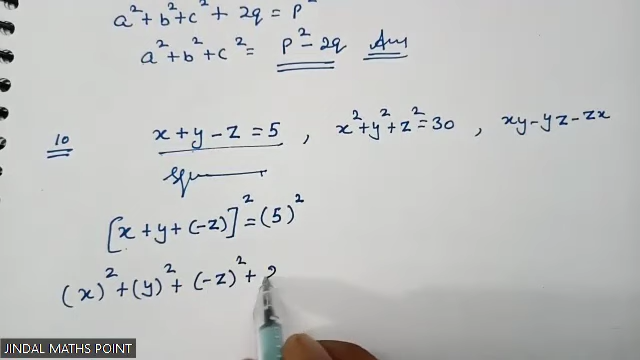 a² + b² + c² + 2q = p²
a² + b² + c² = p² - 2q Ans
10 x + y - z = 5 , x² + y² + z² = 30 , xy - yz - zx
[x + y + (-z)]² = (5)²
(x)² + (y)² + (-z)² + 2
JINDAL MATHS POINT